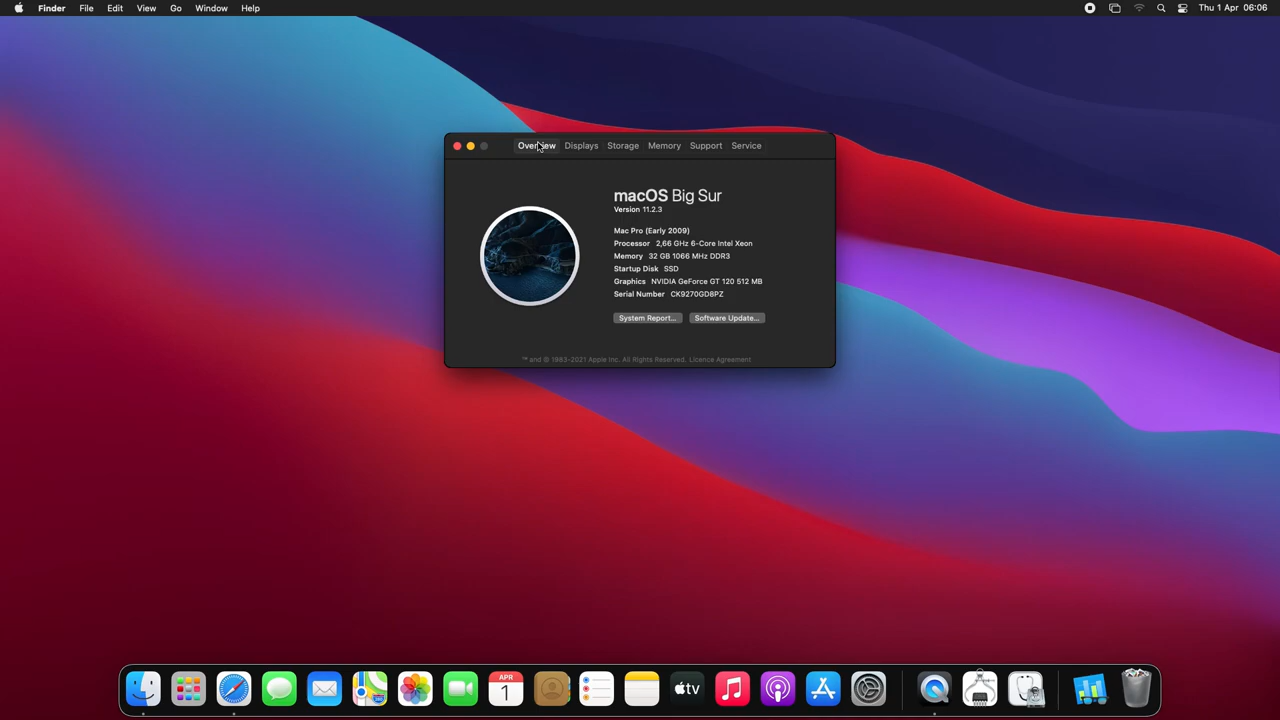 Finder File Edit View Go Window Help Thu 1 Apr 06:06
Overview Displays Storage Memory Support Service
macOS Big Sur
Version 11.2.3
Mac Pro (Early 2009)
Processor 2,66 GHz 6-Core Intel Xeon
Memory 32 GB 1066 MHz DDR3
Startup Disk SSD
Graphics NVIDIA GeForce GT 120 512 MB
Serial Number CK9270GD8PZ
System Report... Software Update...
™ and © 1983-2021 Apple Inc. All Rights Reserved. Licence Agreement
APR
1
tv